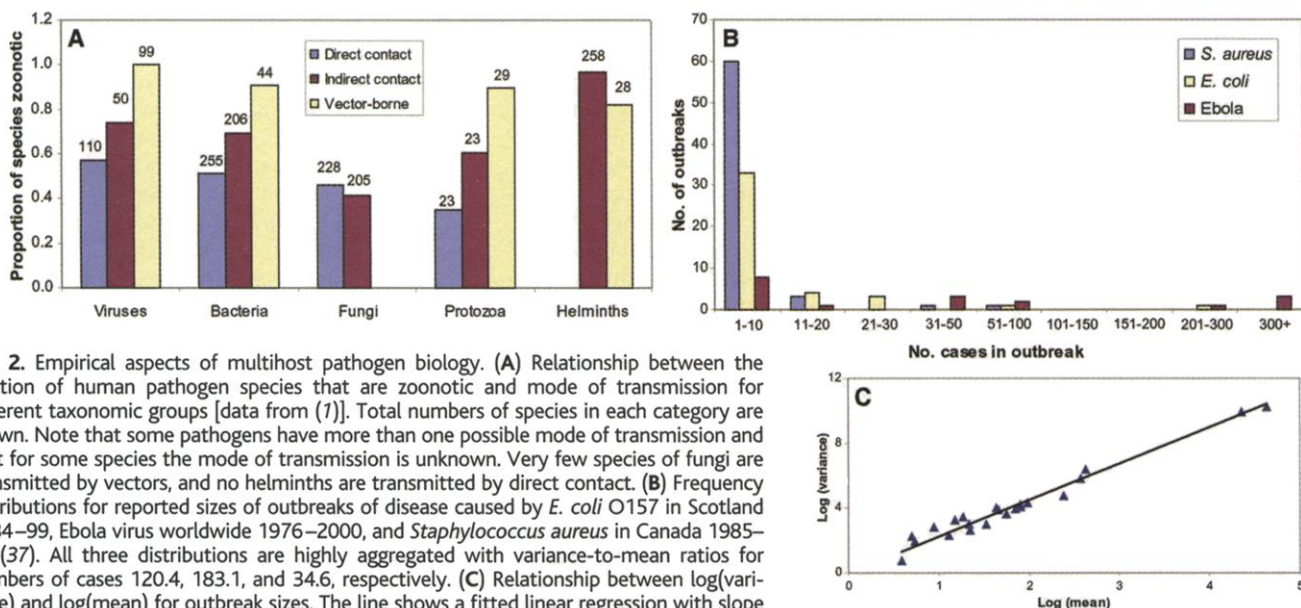 A
1.2
1.0
0.8
0.6
0.4
0.2
0.0
Proportion of species zoonotic
Direct contact
Indirect contact
Vector-borne
110
50
99
255
206
44
228
205
23
23
29
258
28
Viruses
Bacteria
Fungi
Protozoa
Helminths
B
70
60
50
40
30
20
10
0
No. of outbreaks
S. aureus
E. coli
Ebola
1-10
11-20
21-30
31-50
51-100
101-150
151-200
201-300
300+
No. cases in outbreak
2. Empirical aspects of multihost pathogen biology. (A) Relationship between the
tion of human pathogen species that are zoonotic and mode of transmission for
erent taxonomic groups [data from (1)]. Total numbers of species in each category are
wn. Note that some pathogens have more than one possible mode of transmission and
t for some species the mode of transmission is unknown. Very few species of fungi are
nsmitted by vectors, and no helminths are transmitted by direct contact. (B) Frequency
ributions for reported sizes of outbreaks of disease caused by E. coli O157 in Scotland
84–99, Ebola virus worldwide 1976–2000, and Staphylococcus aureus in Canada 1985–
(37). All three distributions are highly aggregated with variance-to-mean ratios for
nbers of cases 120.4, 183.1, and 34.6, respectively. (C) Relationship between log(vari-
e) and log(mean) for outbreak sizes. The line shows a fitted linear regression with slope
C
12
8
4
0
Log (variance)
0
1
2
3
4
5
Log (mean)